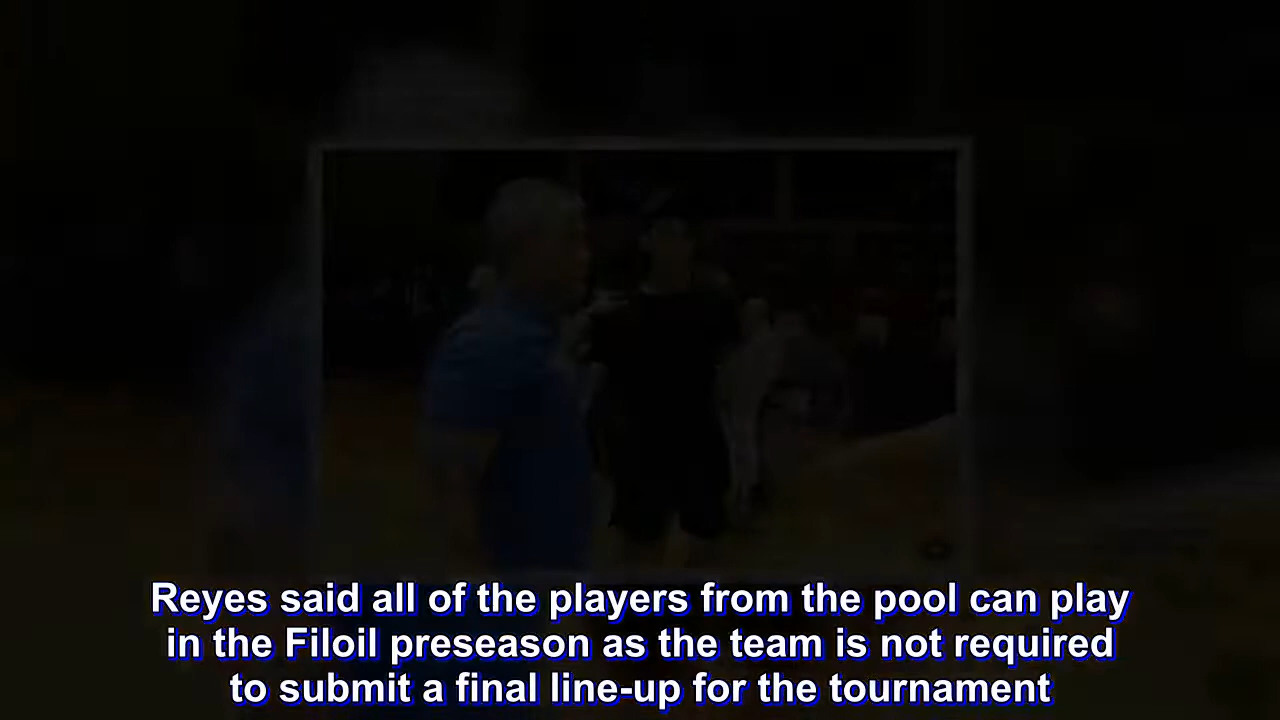 Reyes said all of the players from the pool can play
in the Filoil preseason as the team is not required
to submit a final line-up for the tournament